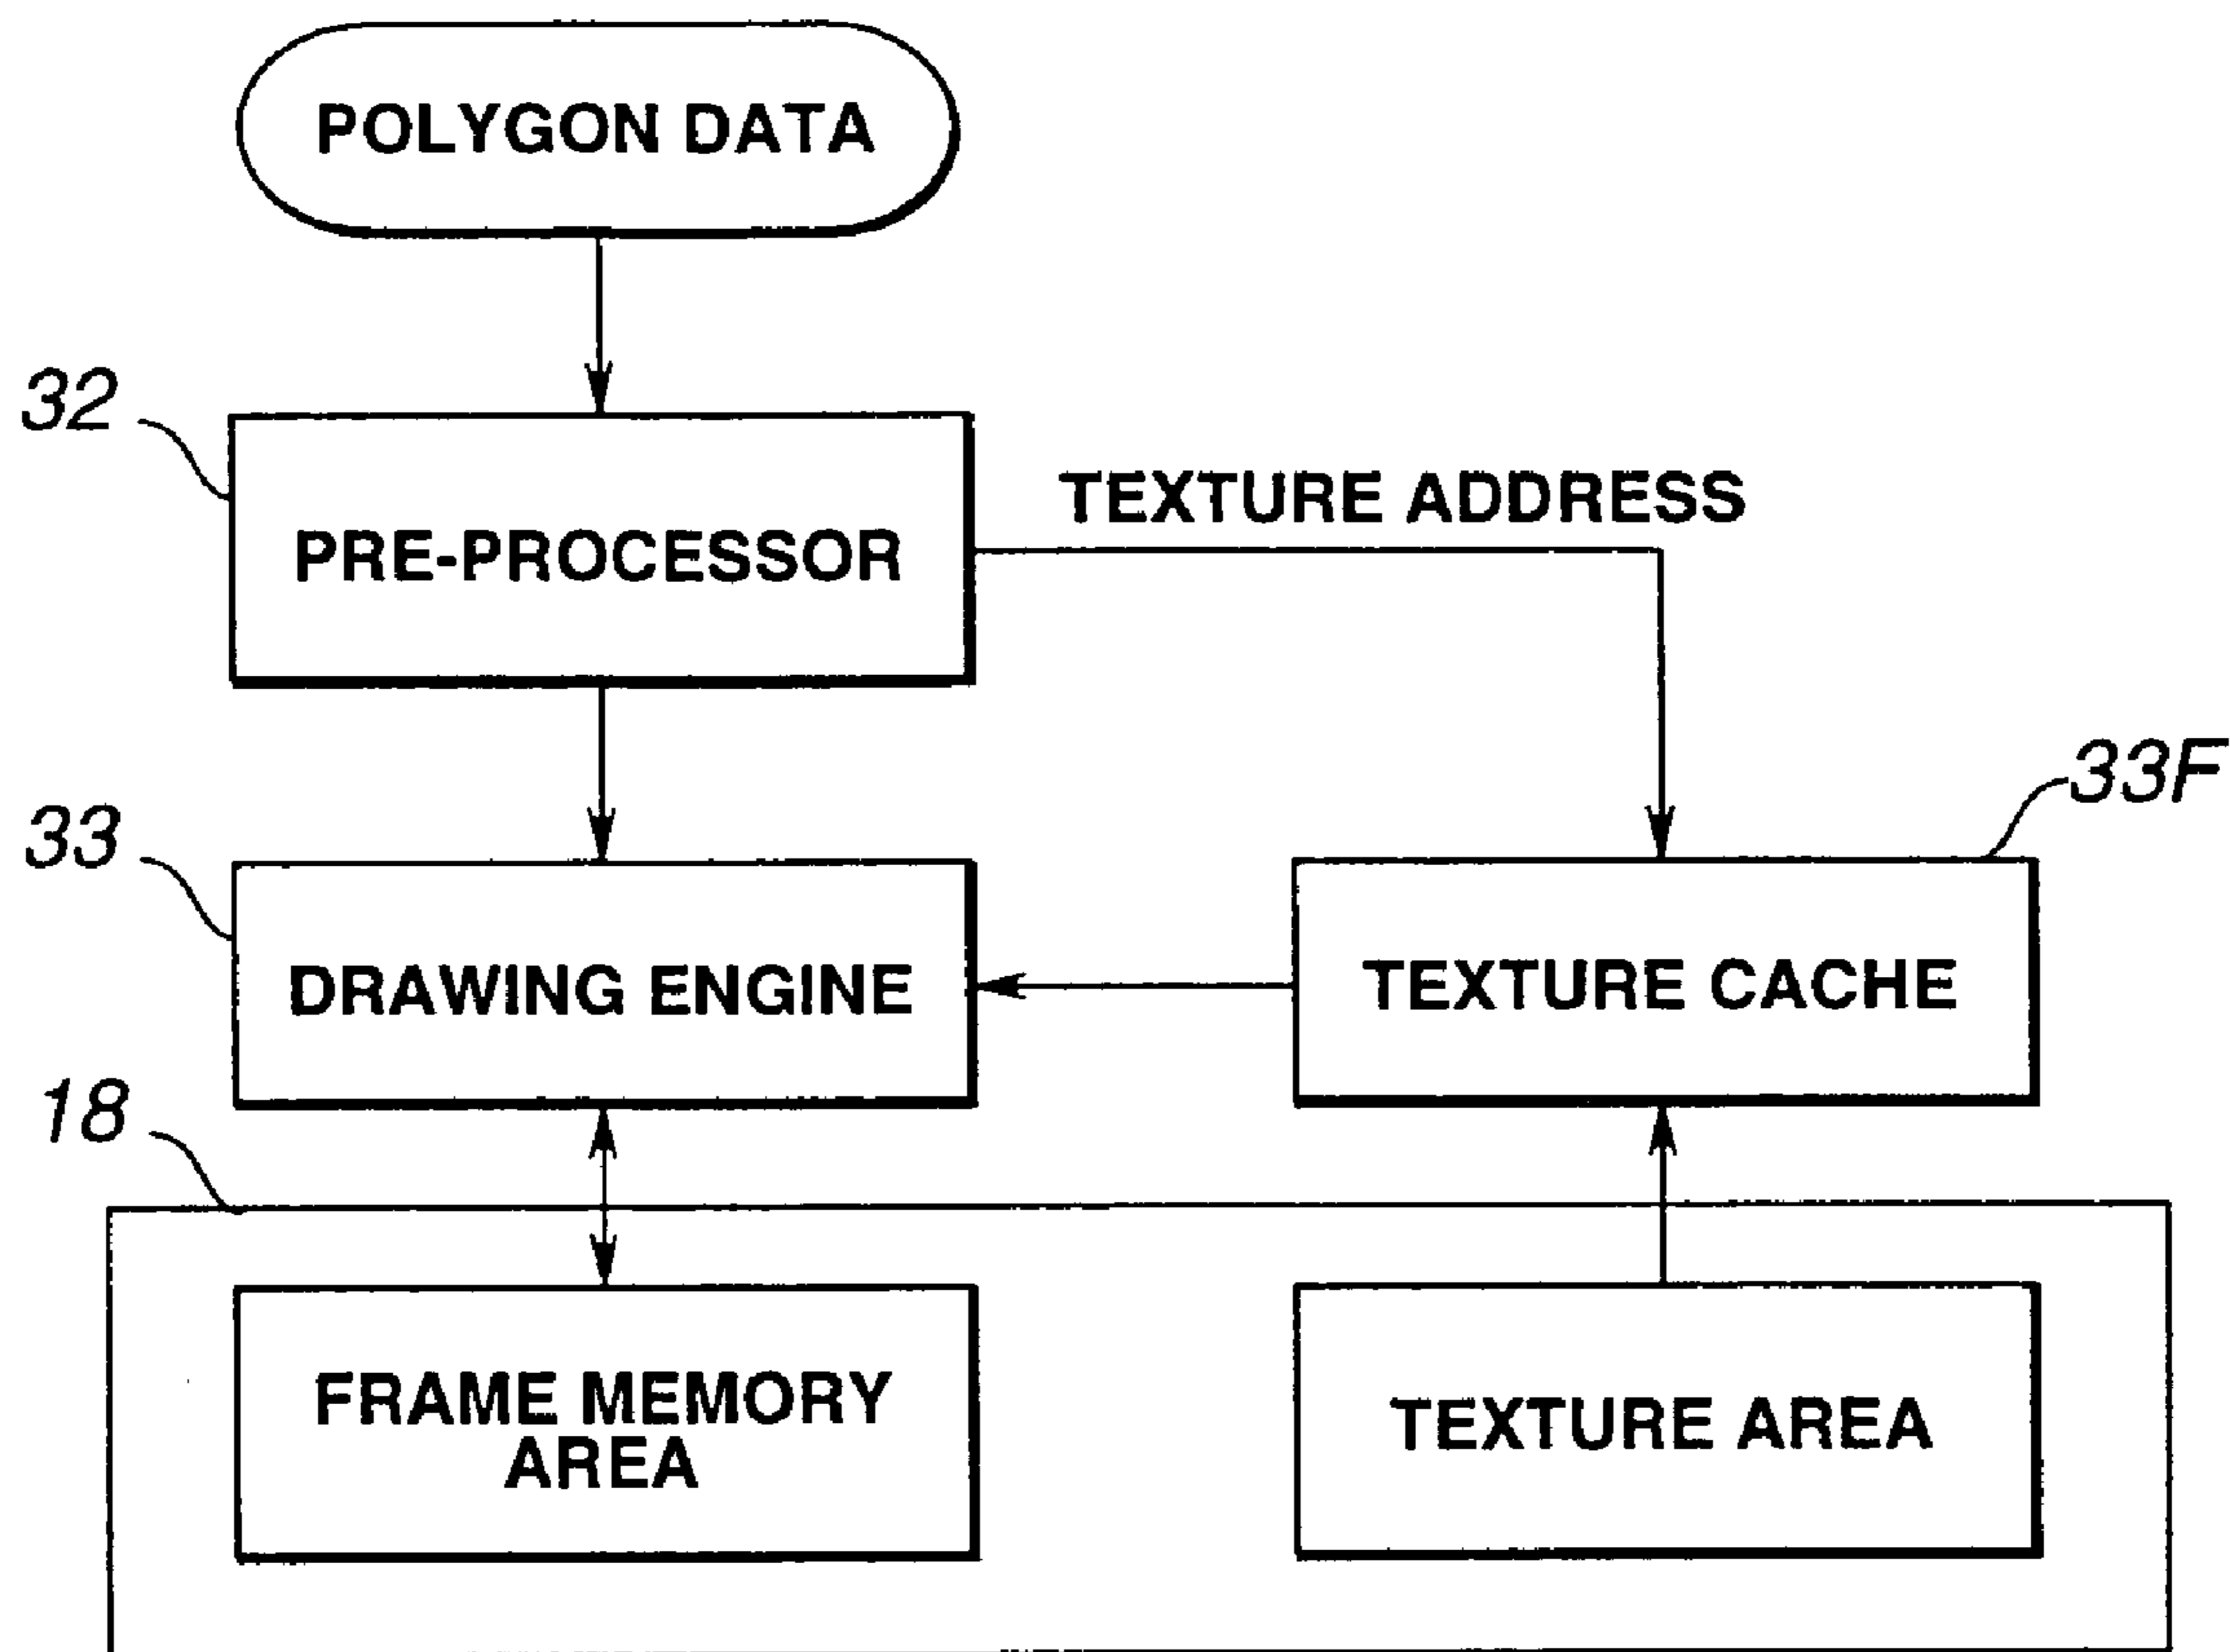 POLYGON DATA
32
PRE-PROCESSOR
TEXTURE ADDRESS
33
DRAWING ENGINE
33F
TEXTURE CACHE
18
FRAME MEMORY
AREA
TEXTURE AREA